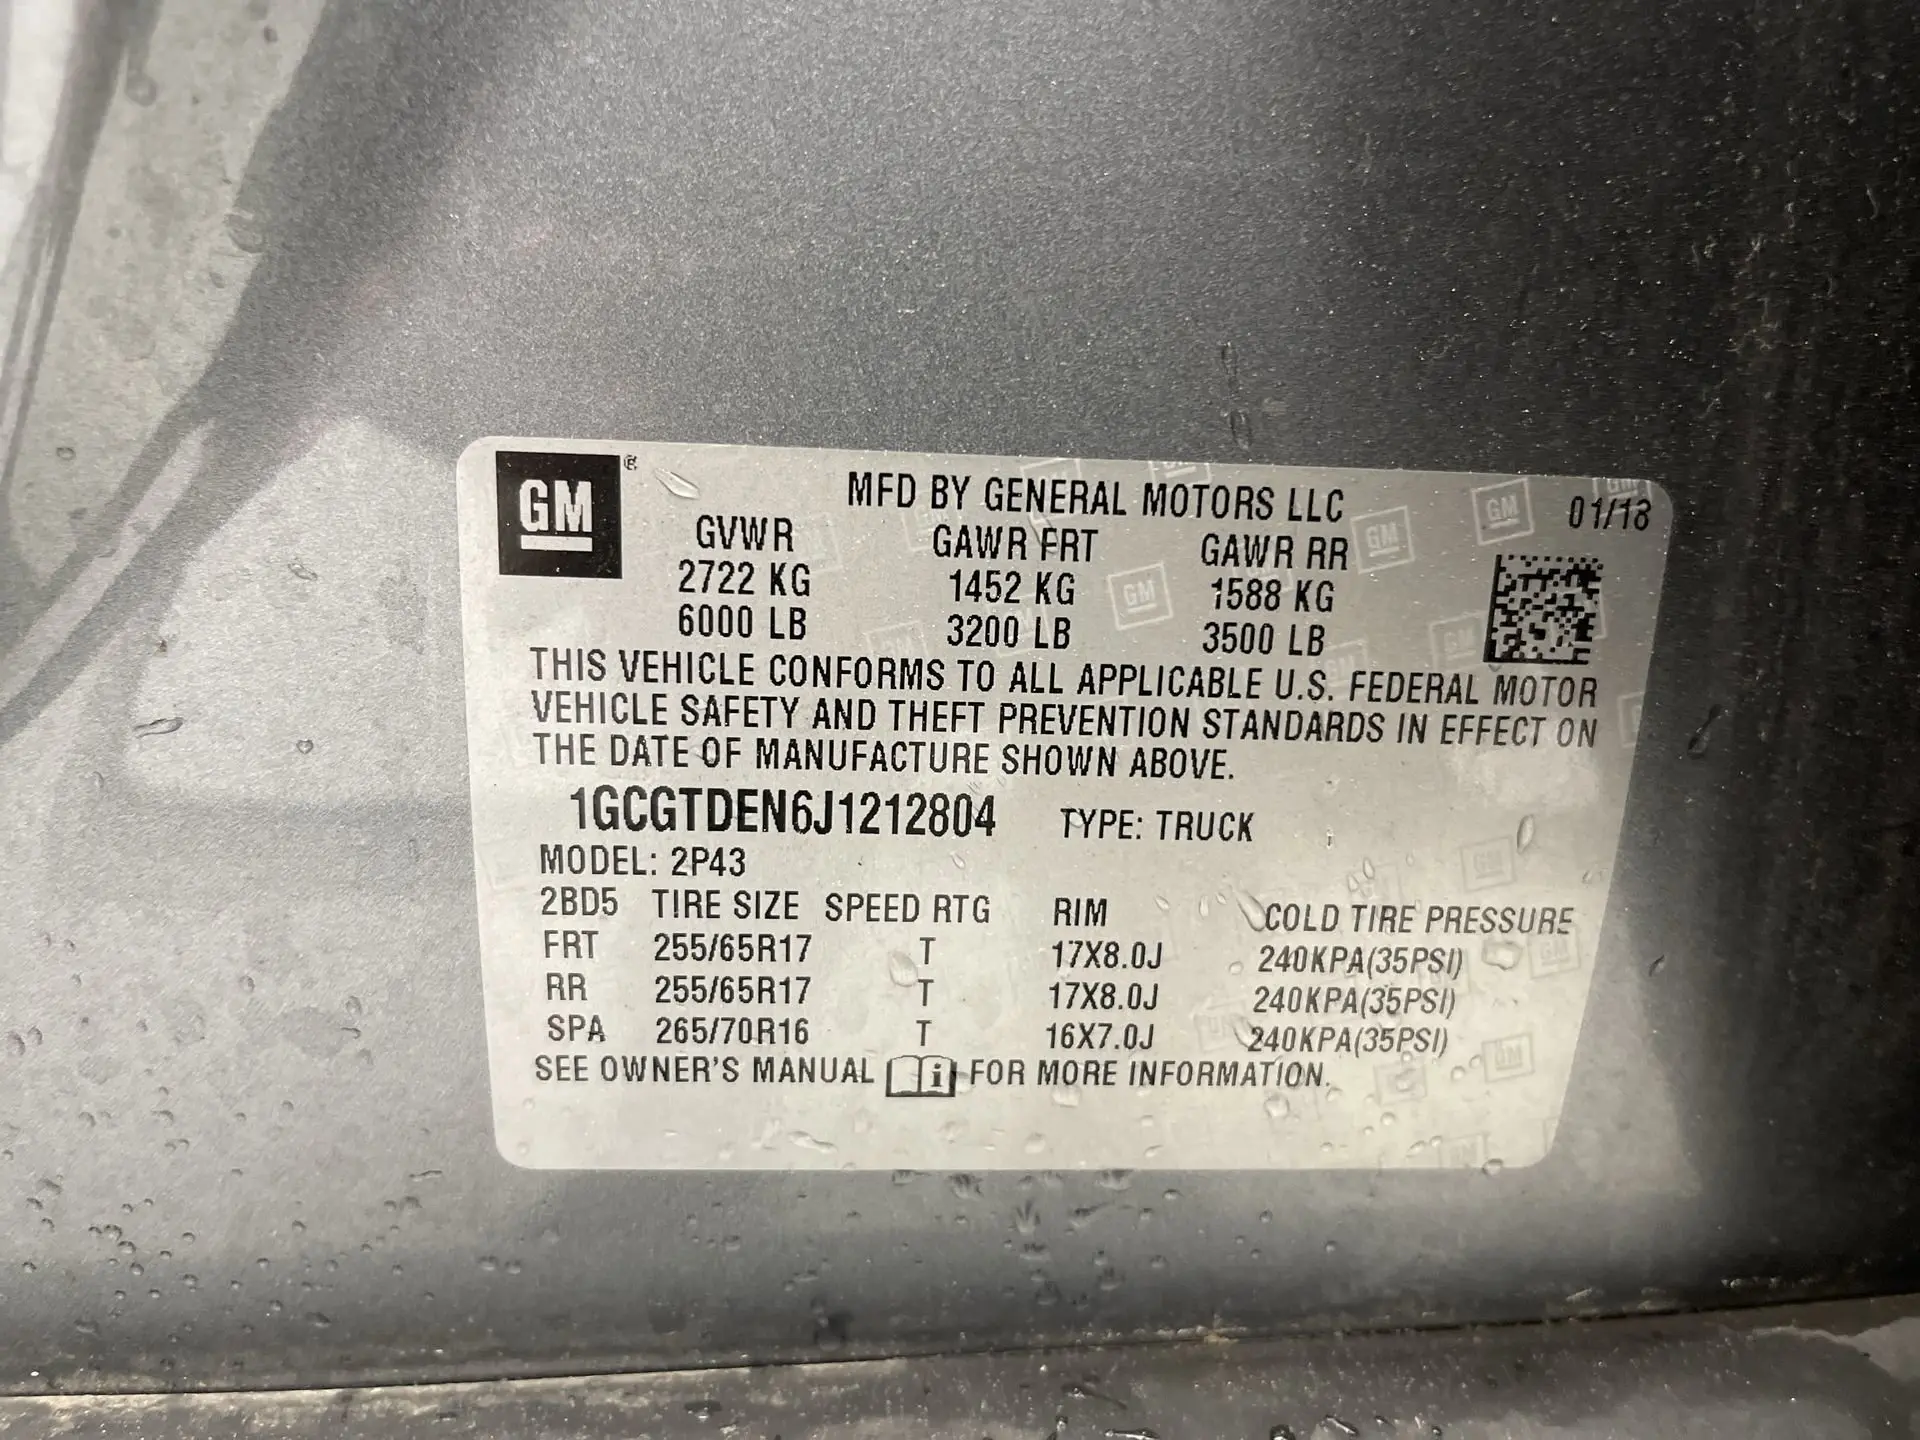 GM ®
MFD BY GENERAL MOTORS LLC 01/18
GVWR GAWR FRT GAWR RR
2722 KG 1452 KG 1588 KG
6000 LB 3200 LB 3500 LB
THIS VEHICLE CONFORMS TO ALL APPLICABLE U.S. FEDERAL MOTOR
VEHICLE SAFETY AND THEFT PREVENTION STANDARDS IN EFFECT ON
THE DATE OF MANUFACTURE SHOWN ABOVE.
1GCGTDEN6J1212804 TYPE: TRUCK
MODEL: 2P43
2BD5 TIRE SIZE SPEED RTG RIM COLD TIRE PRESSURE
FRT 255/65R17 T 17X8.0J 240KPA(35PSI)
RR 255/65R17 T 17X8.0J 240KPA(35PSI)
SPA 265/70R16 T 16X7.0J 240KPA(35PSI)
SEE OWNER'S MANUAL i FOR MORE INFORMATION.